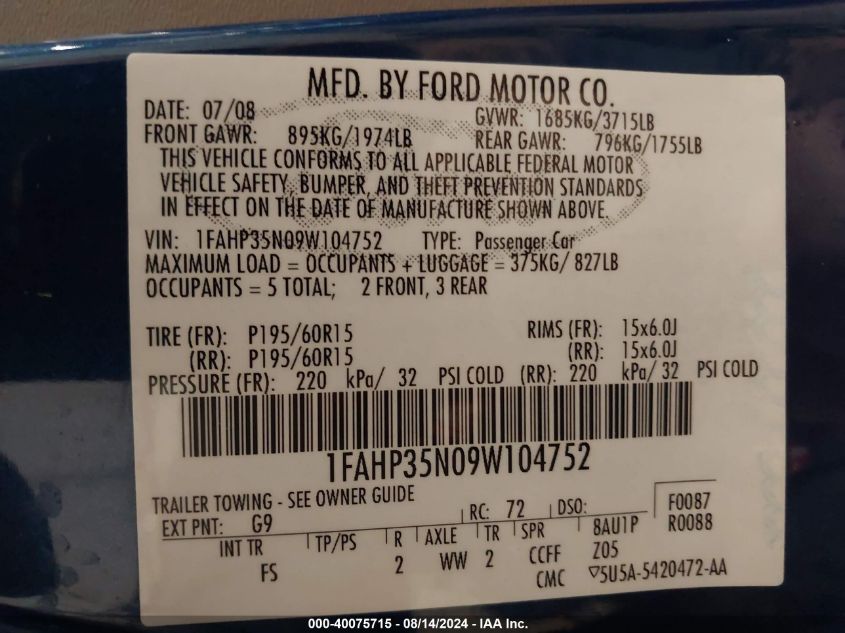 MFD. BY FORD MOTOR CO.
DATE: 07/08 GVWR: 1685KG/3715LB
FRONT GAWR: 895KG/1974LB REAR GAWR: 796KG/1755LB
THIS VEHICLE CONFORMS TO ALL APPLICABLE FEDERAL MOTOR
VEHICLE SAFETY, BUMPER, AND THEFT PREVENTION STANDARDS
IN EFFECT ON THE DATE OF MANUFACTURE SHOWN ABOVE.
VIN: 1FAHP35N09W104752 TYPE: Passenger Car
MAXIMUM LOAD = OCCUPANTS + LUGGAGE = 375KG/ 827LB
OCCUPANTS = 5 TOTAL; 2 FRONT, 3 REAR
TIRE (FR): P195/60R15 RIMS (FR): 15x6.0J
(RR): P195/60R15 (RR): 15x6.0J
PRESSURE (FR): 220 kPa/ 32 PSI COLD (RR): 220 kPa/ 32 PSI COLD
1FAHP35N09W104752
TRAILER TOWING - SEE OWNER GUIDE
EXT PNT: G9 RC: 72 DSO: F0087
R0088
INT TR TP/PS R AXLE TR SPR 8AU1P
FS 2 WW 2 CCFF Z05
CMC ▽5U5A-5420472-AA
000-40075715 - 08/14/2024 - IAA Inc.